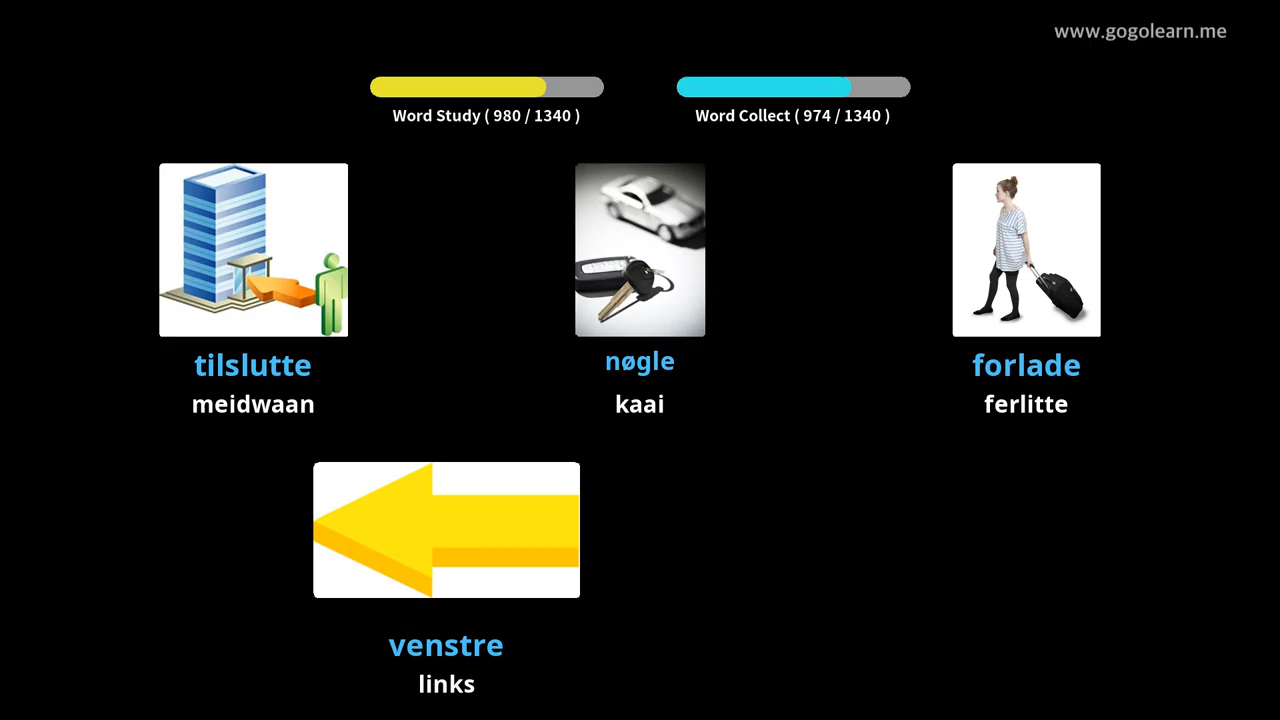 www.gogolearn.me
Word Study ( 980 / 1340 )
Word Collect ( 974 / 1340 )
tilslutte
meidwaan
nøgle
kaai
forlade
ferlitte
venstre
links